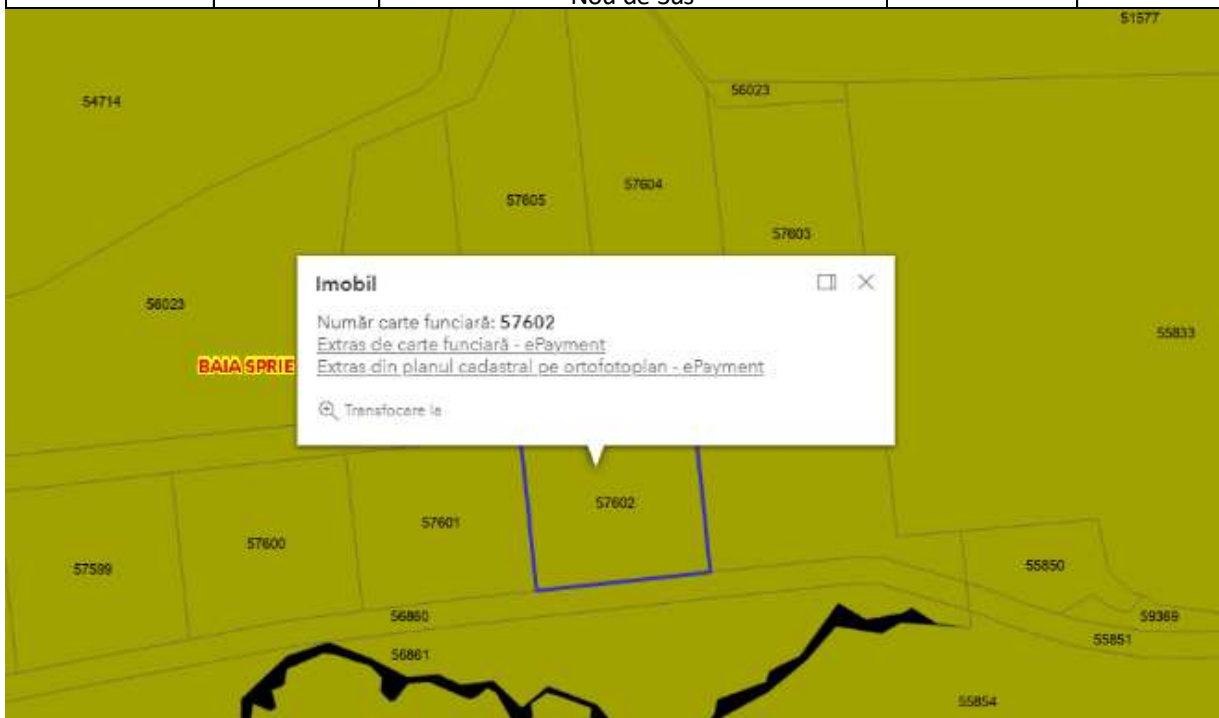 Nou de Sus
51577
54714
56023
57605
57604
57603
56023
55833
BAIA SPRIE
Imobil
Număr carte funciară: 57602
Extras de carte funciară - ePayment
Extras din planul cadastral pe ortofotoplan - ePayment
Transfocare la
57602
57601
57600
57599
55850
56860
59369
55851
56861
55854